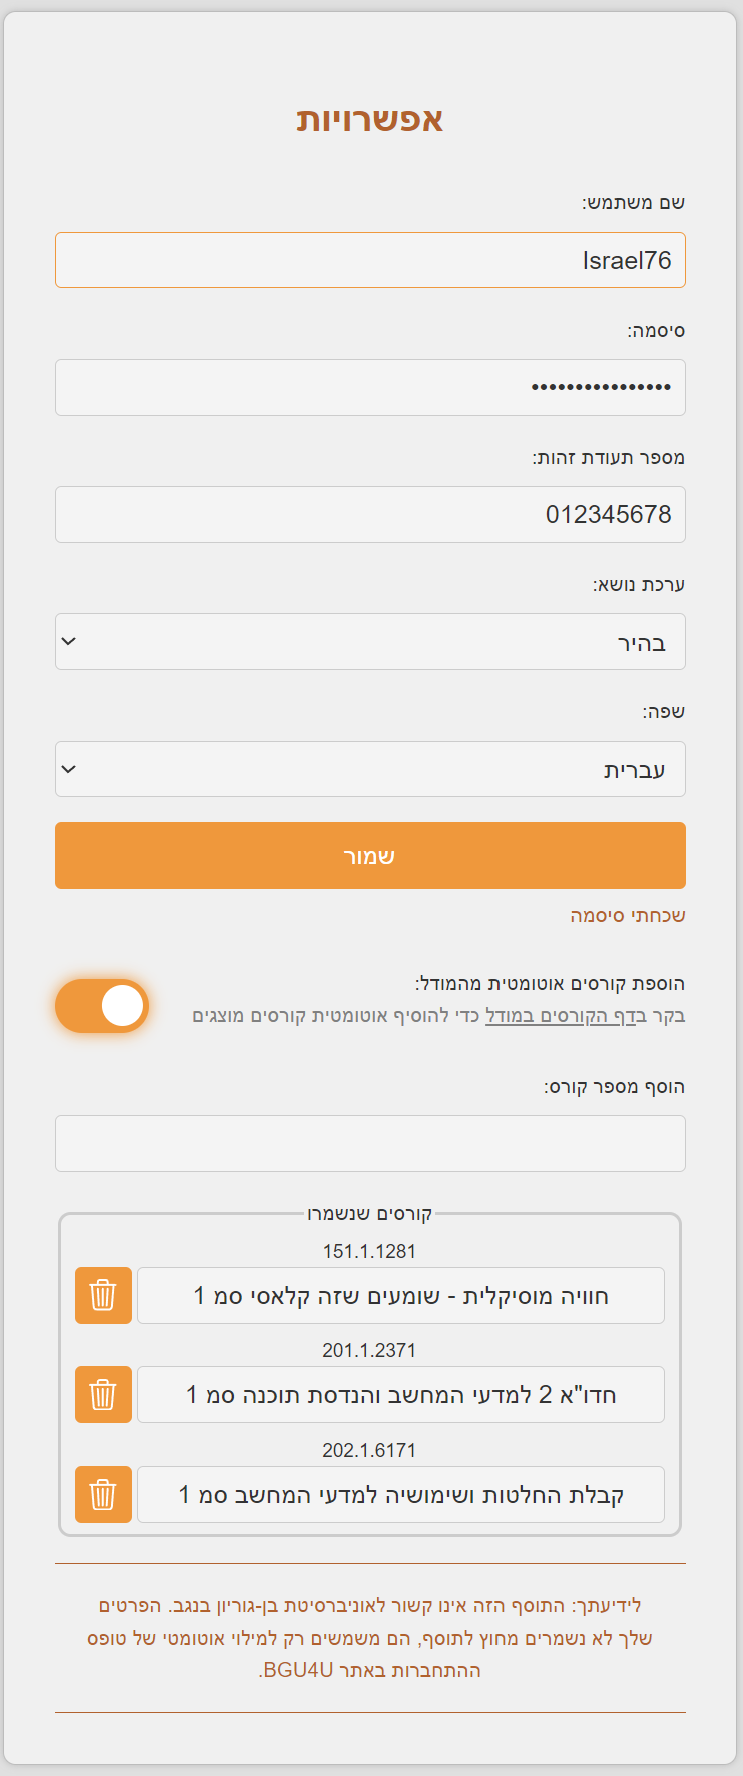 אפשרויות
שם משתמש:
Israel76
סיסמה:
••••••••••••••••
מספר תעודת זהות:
012345678
ערכת נושא:
בהיר
שפה:
עברית
שמור
שכחתי סיסמה
הוספת קורסים אוטומטית מהמודל:
בקר בדף הקורסים במודל כדי להוסיף אוטומטית קורסים מוצגים
הוסף מספר קורס:
קורסים שנשמרו
151.1.1281
חוויה מוסיקלית - שומעים שזה קלאסי סמ 1
201.1.2371
חדו"א 2 למדעי המחשב והנדסת תוכנה סמ 1
202.1.6171
קבלת החלטות ושימושיה למדעי המחשב סמ 1
לידיעתך: התוסף הזה אינו קשור לאוניברסיטת בן-גוריון בנגב. הפרטים
שלך לא נשמרים מחוץ לתוסף, הם משמשים רק למילוי אוטומטי של טופס
ההתחברות באתר BGU4U.